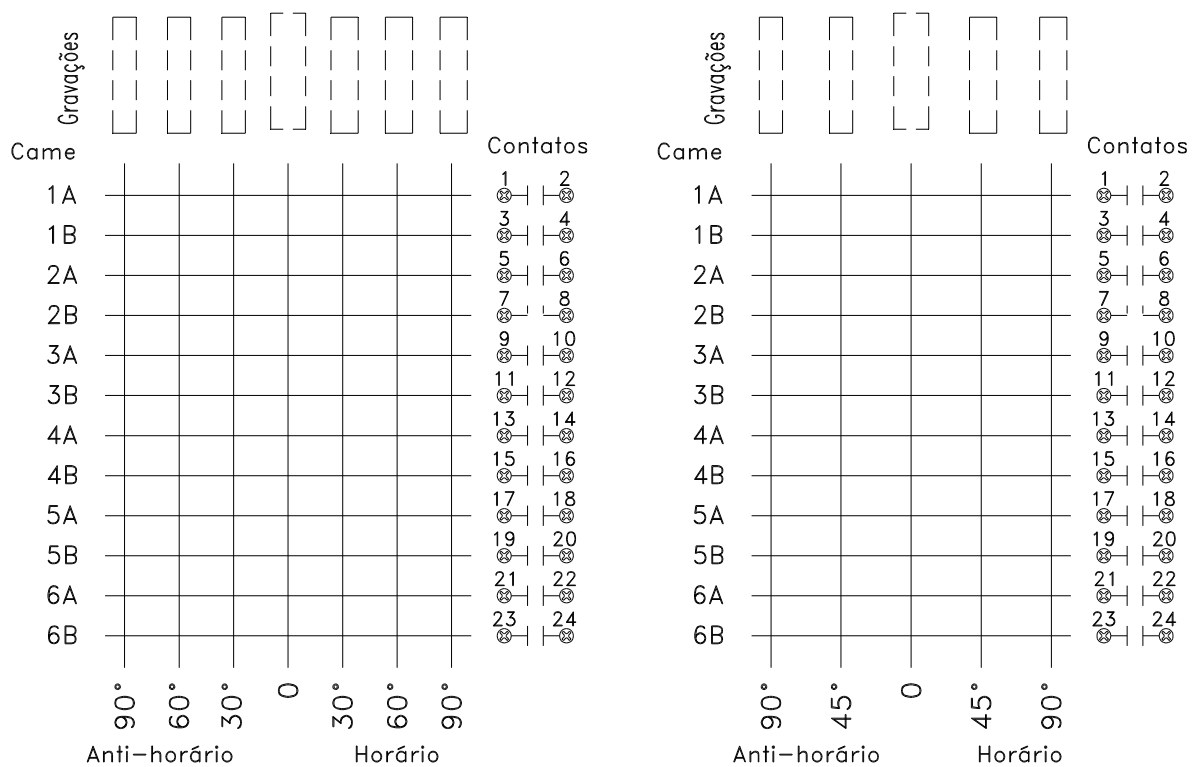 Gravações
Came
Contatos
1A 1 2
1B 3 4
2A 5 6
2B 7 8
3A 9 10
3B 11 12
4A 13 14
4B 15 16
5A 17 18
5B 19 20
6A 21 22
6B 23 24
90° 60° 30° 0 30° 60° 90°
Anti-horário Horário
Gravações
Came
Contatos
1A 1 2
1B 3 4
2A 5 6
2B 7 8
3A 9 10
3B 11 12
4A 13 14
4B 15 16
5A 17 18
5B 19 20
6A 21 22
6B 23 24
90° 45° 0 45° 90°
Anti-horário Horário